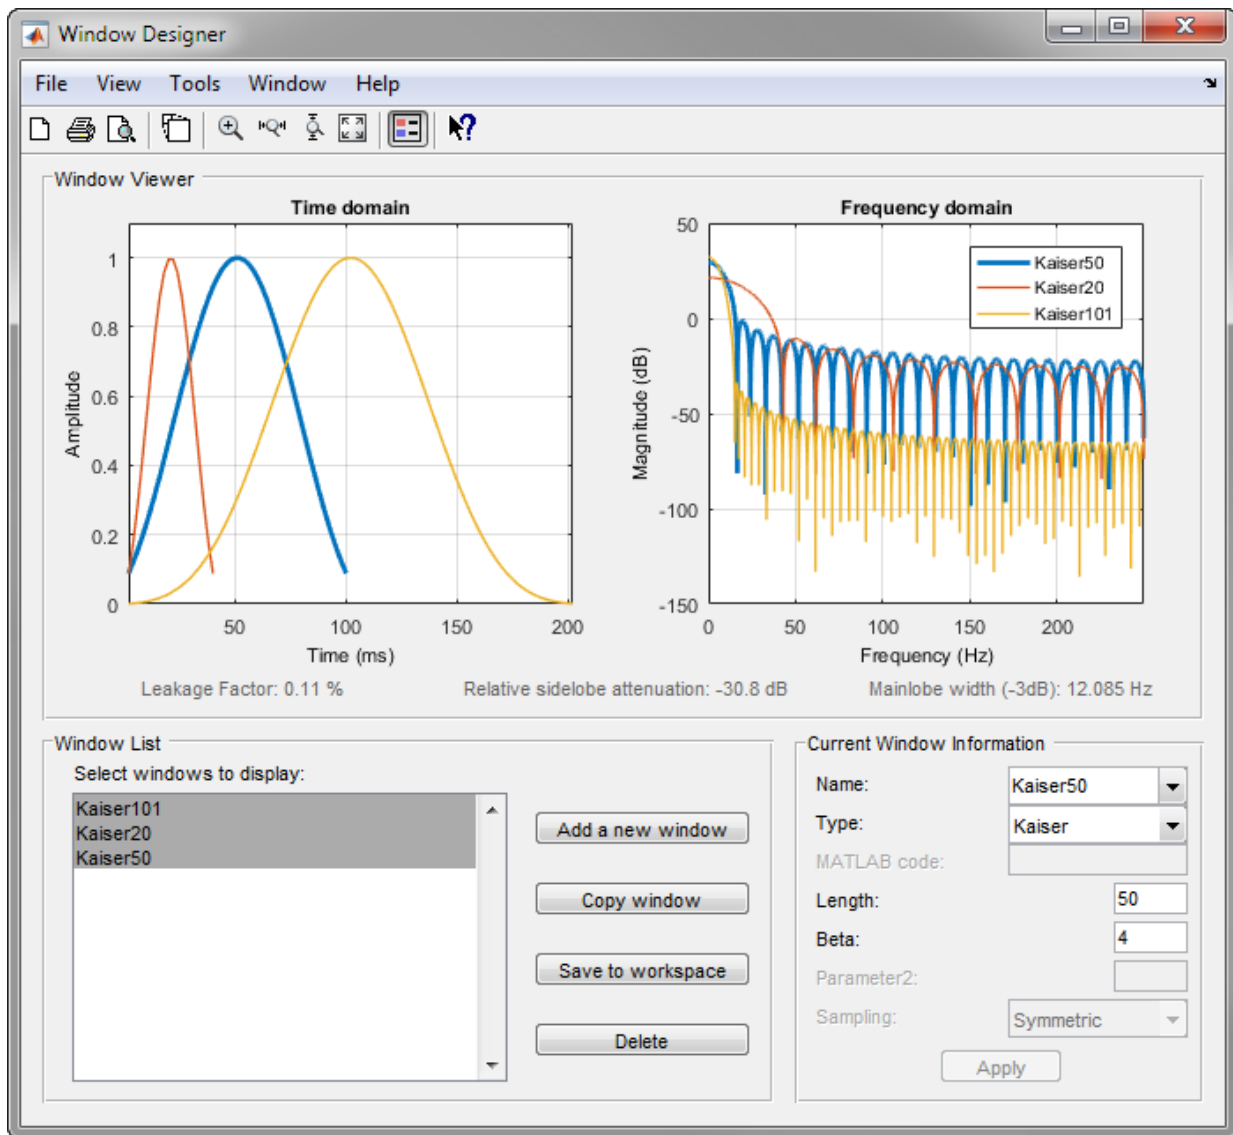 Window Designer
File View Tools Window Help
Window Viewer
Time domain
Amplitude
1
0.8
0.6
0.4
0.2
0
50 100 150 200
Time (ms)
Frequency domain
Magnitude (dB)
50
0
-50
-100
-150
0 50 100 150 200
Frequency (Hz)
Kaiser50
Kaiser20
Kaiser101
Leakage Factor: 0.11 % Relative sidelobe attenuation: -30.8 dB Mainlobe width (-3dB): 12.085 Hz
Window List
Select windows to display:
Kaiser101
Kaiser20
Kaiser50
Add a new window
Copy window
Save to workspace
Delete
Current Window Information
Name: Kaiser50
Type: Kaiser
MATLAB code:
Length: 50
Beta: 4
Parameter2:
Sampling: Symmetric
Apply